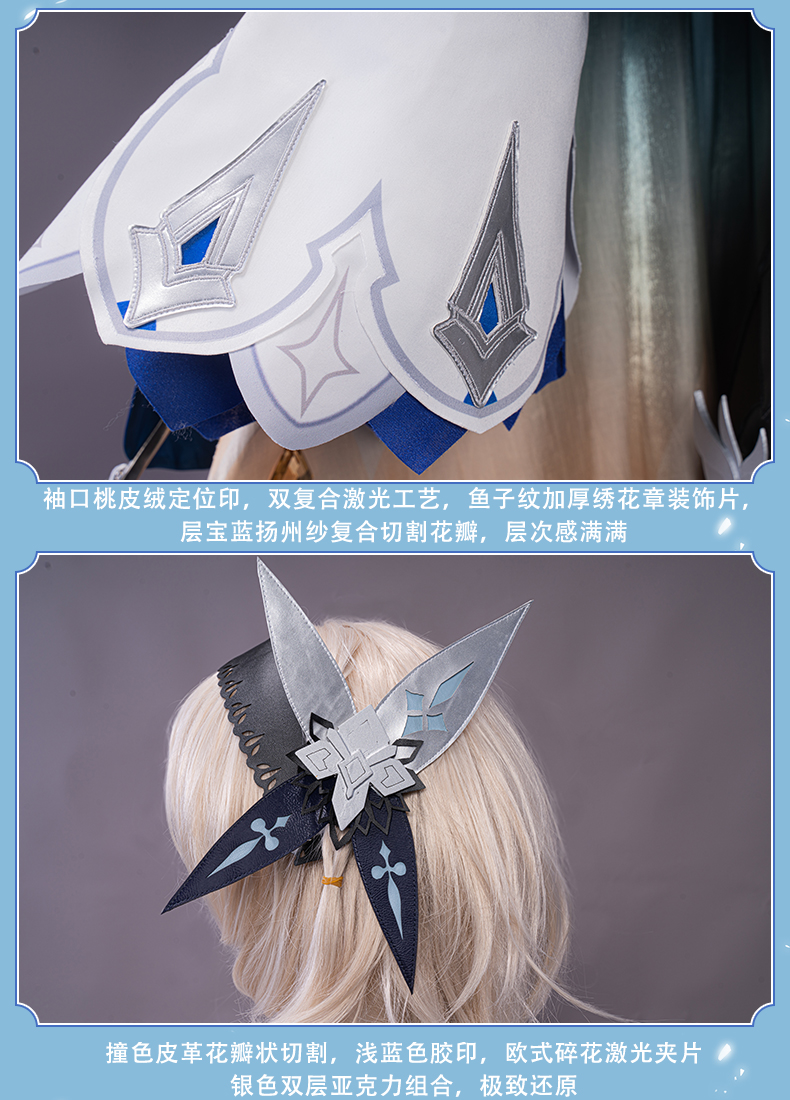 袖口桃皮绒定位印，双复合激光工艺，鱼子纹加厚绣花章装饰片，
层宝蓝扬州纱复合切割花瓣，层次感满满
撞色皮革花瓣状切割，浅蓝色胶印，欧式碎花激光夹片
银色双层亚克力组合，极致还原